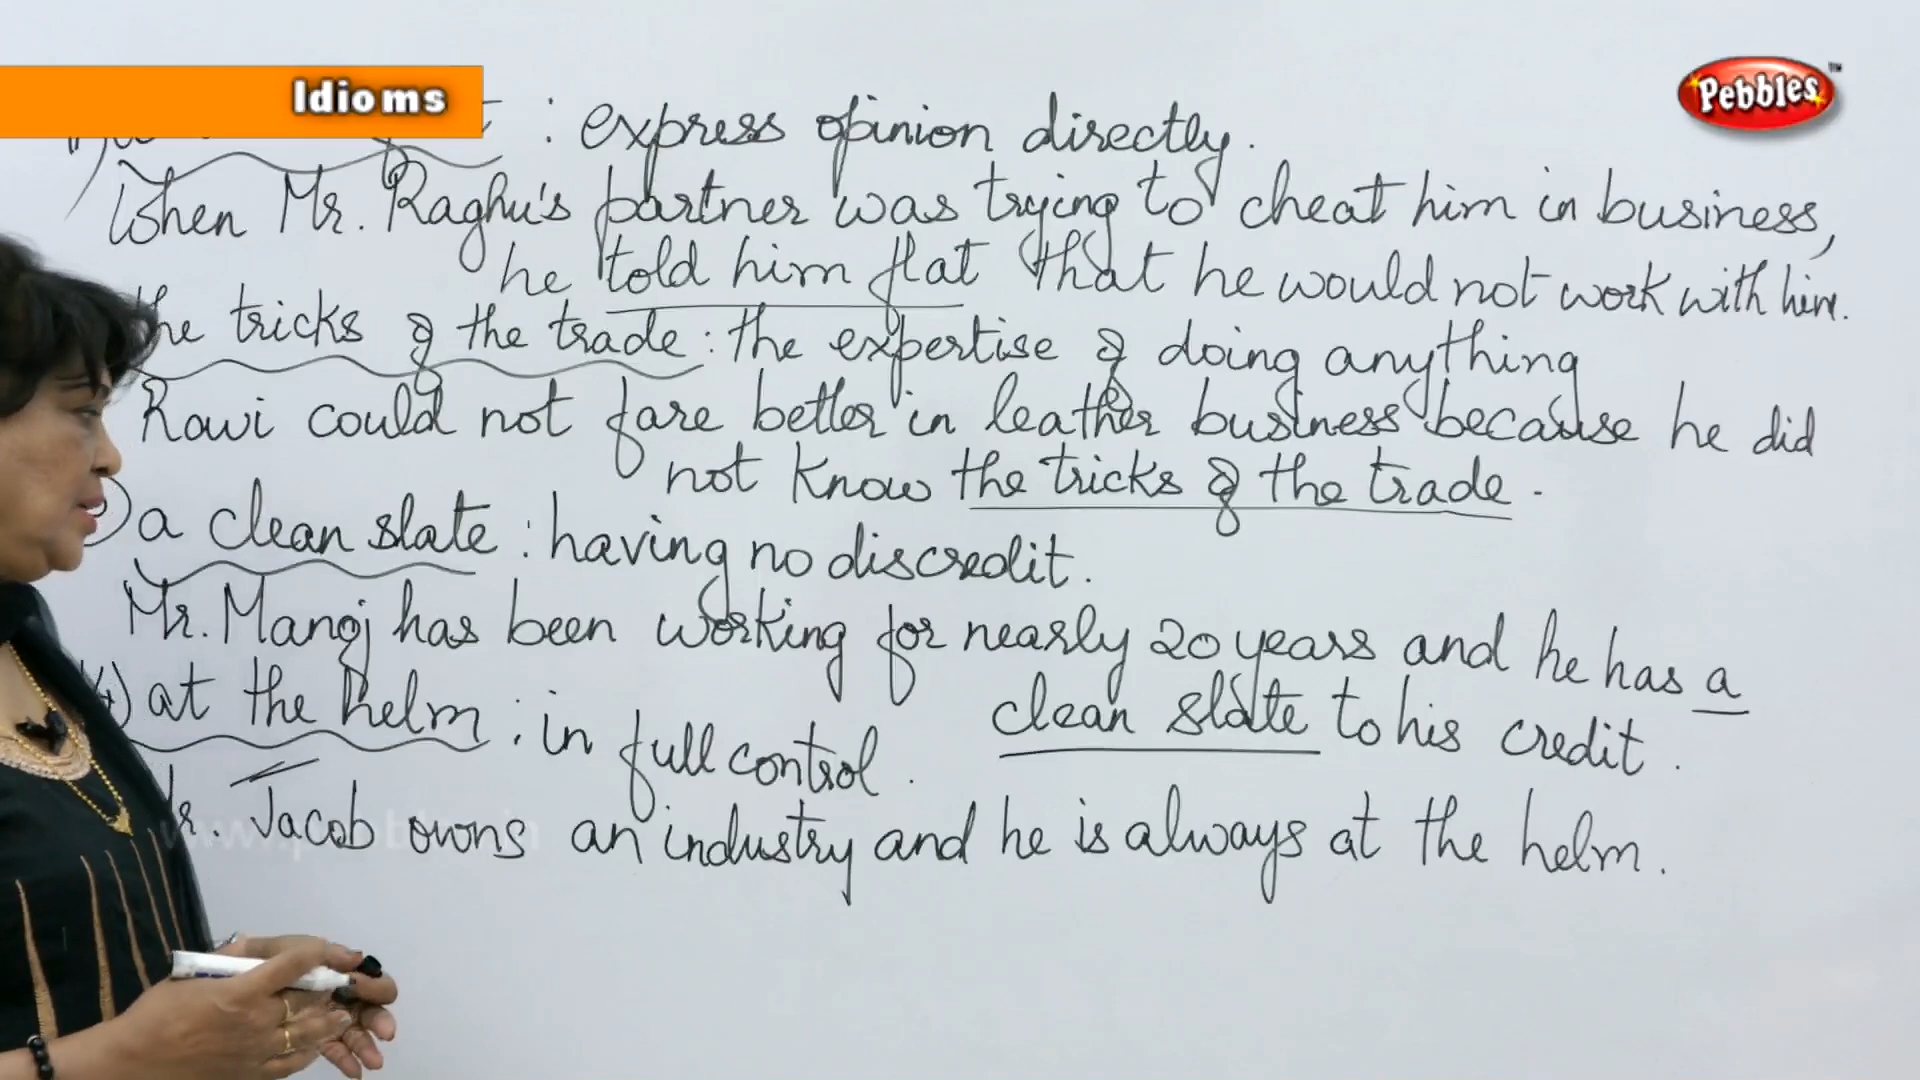 Idioms
Pebbles
: express opinion directly.
When Mr. Raghu's partner was trying to cheat him in business,
he told him flat that he would not work with him.
the tricks of the trade : the expertise of doing anything
Ravi could not fare better in leather business because he did
not know the tricks of the trade.
a clean slate : having no discredit.
Mr. Manoj has been working for nearly 20 years and he has a
clean slate to his credit.
4) at the helm : in full control.
Mr. Jacob owns an industry and he is always at the helm.